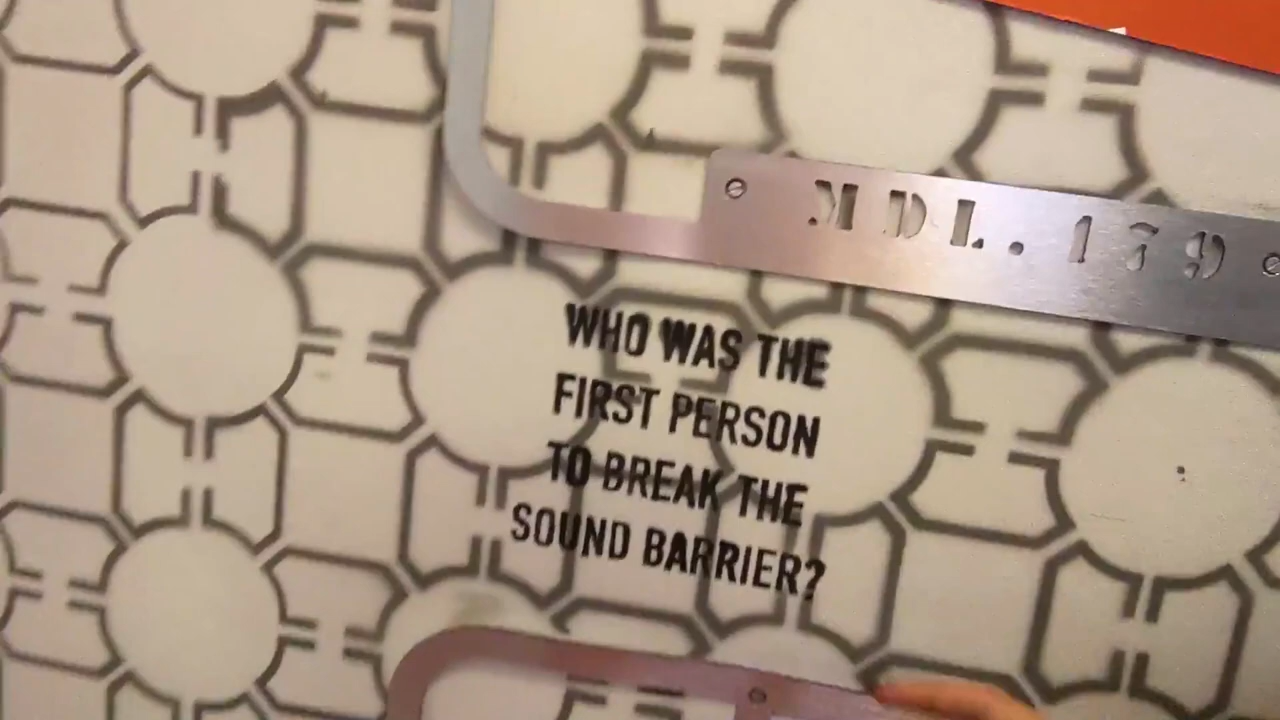 MDL. 179
WHO WAS THE
FIRST PERSON
TO BREAK THE
SOUND BARRIER?